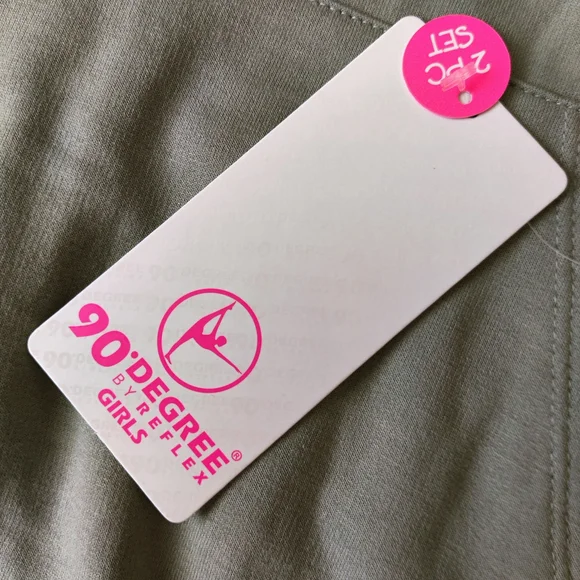 2 PC
SET
90°DEGREE®
BY REFLEX
GIRLS